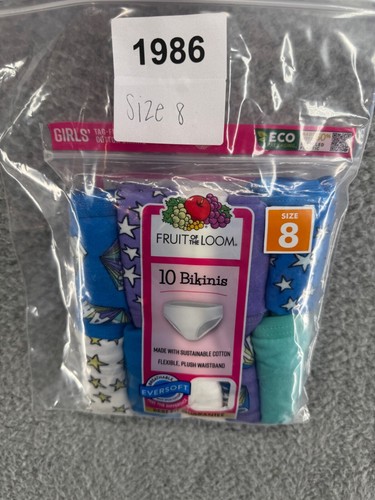 1986
Size 8
GIRLS'
ECO
FRUIT OF THE LOOM®
SIZE
8
10 Bikinis
MADE WITH SUSTAINABLE COTTON
FLEXIBLE, PLUSH WAISTBAND
EVERSOFT